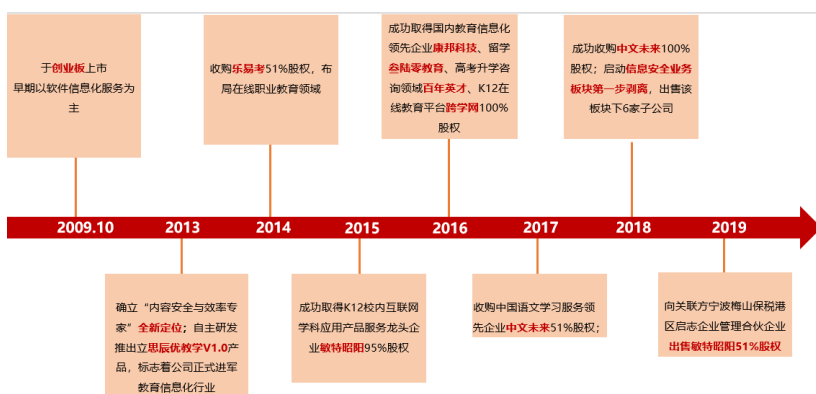 于创业板上市
早期以软件信息化服务为
主
收购乐易考51%股权，布
局在线职业教育领域
成功取得国内教育信息化
领先企业康邦科技、留学
叁陆零教育、高考升学咨
询领域百年英才、K12在
线教育平台跨学网100%
股权
成功收购中文未来100%
股权；启动信息安全业务
板块第一步剥离，出售该
板块下6家子公司
2009.10
2013
2014
2015
2016
2017
2018
2019
确立“内容安全与效率专
家”全新定位；自主研发
推出立思辰优教学V1.0产
品，标志着公司正式进军
教育信息化行业
成功取得K12校内互联网
学科应用产品服务龙头企
业敏特昭阳95%股权
收购中国语文学习服务领
先企业中文未来51%股权；
向关联方宁波梅山保税港
区启志企业管理合伙企业
出售敏特昭阳51%股权